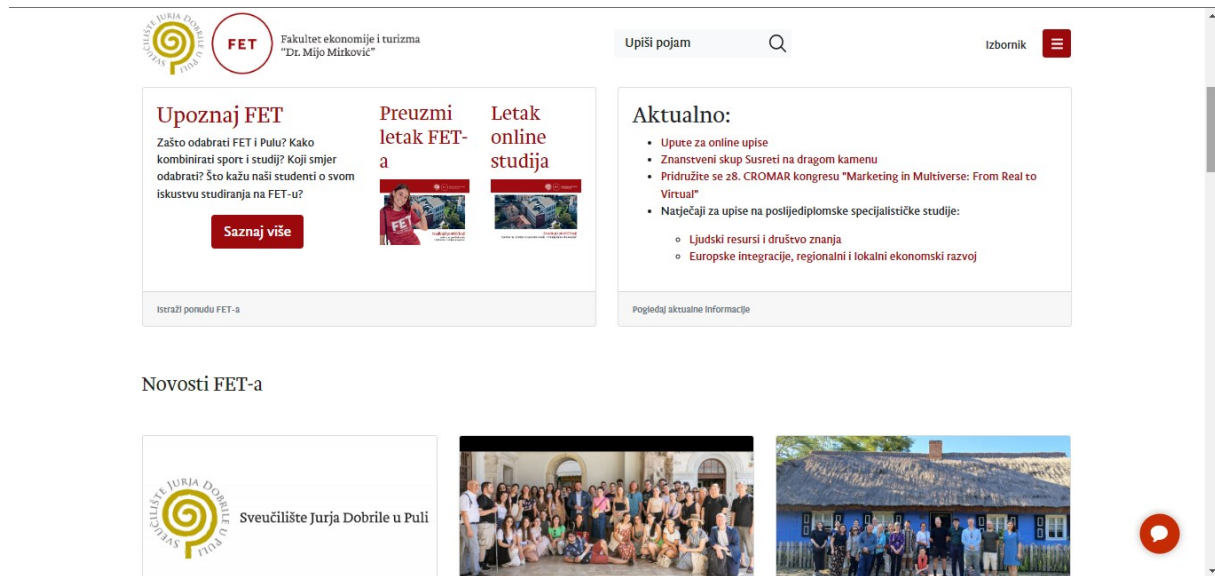 SVEUČILIŠTE JURJA DOBRILE U PULI
FET
Fakultet ekonomije i turizma
"Dr. Mijo Mirković"
Upiši pojam
Izbornik
Upoznaj FET
Zašto odabrati FET i Pulu? Kako
kombinirati sport i studij? Koji smjer
odabrati? Što kažu naši studenti o svom
iskustvu studiranja na FET-u?
Saznaj više
Preuzmi
letak FET-
a
FET
Letak
online
studija
Istraži ponudu FET-a
Aktualno:
• Upute za online upise
• Znanstveni skup Susreti na dragom kamenu
• Pridružite se 28. CROMAR kongresu "Marketing in Multiverse: From Real to
Virtual"
• Natječaji za upise na poslijediplomske specijalističke studije:
◦ Ljudski resursi i društvo znanja
◦ Europske integracije, regionalni i lokalni ekonomski razvoj
Pogledaj aktualne informacije
Novosti FET-a
SVEUČILIŠTE JURJA DOBRILE U PULI
Sveučilište Jurja Dobrile u Puli